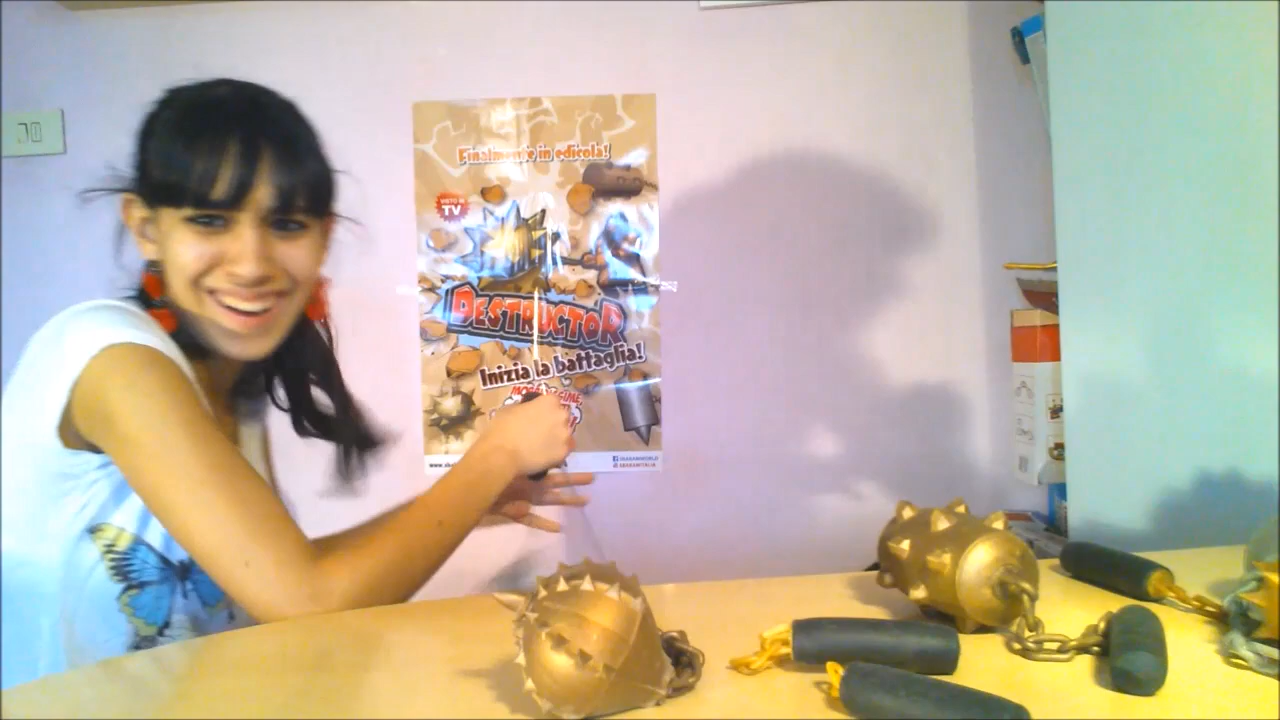 Finalmente in edicola!
VISTO IN
TV
DESTRUCTOR
Inizia la battaglia!